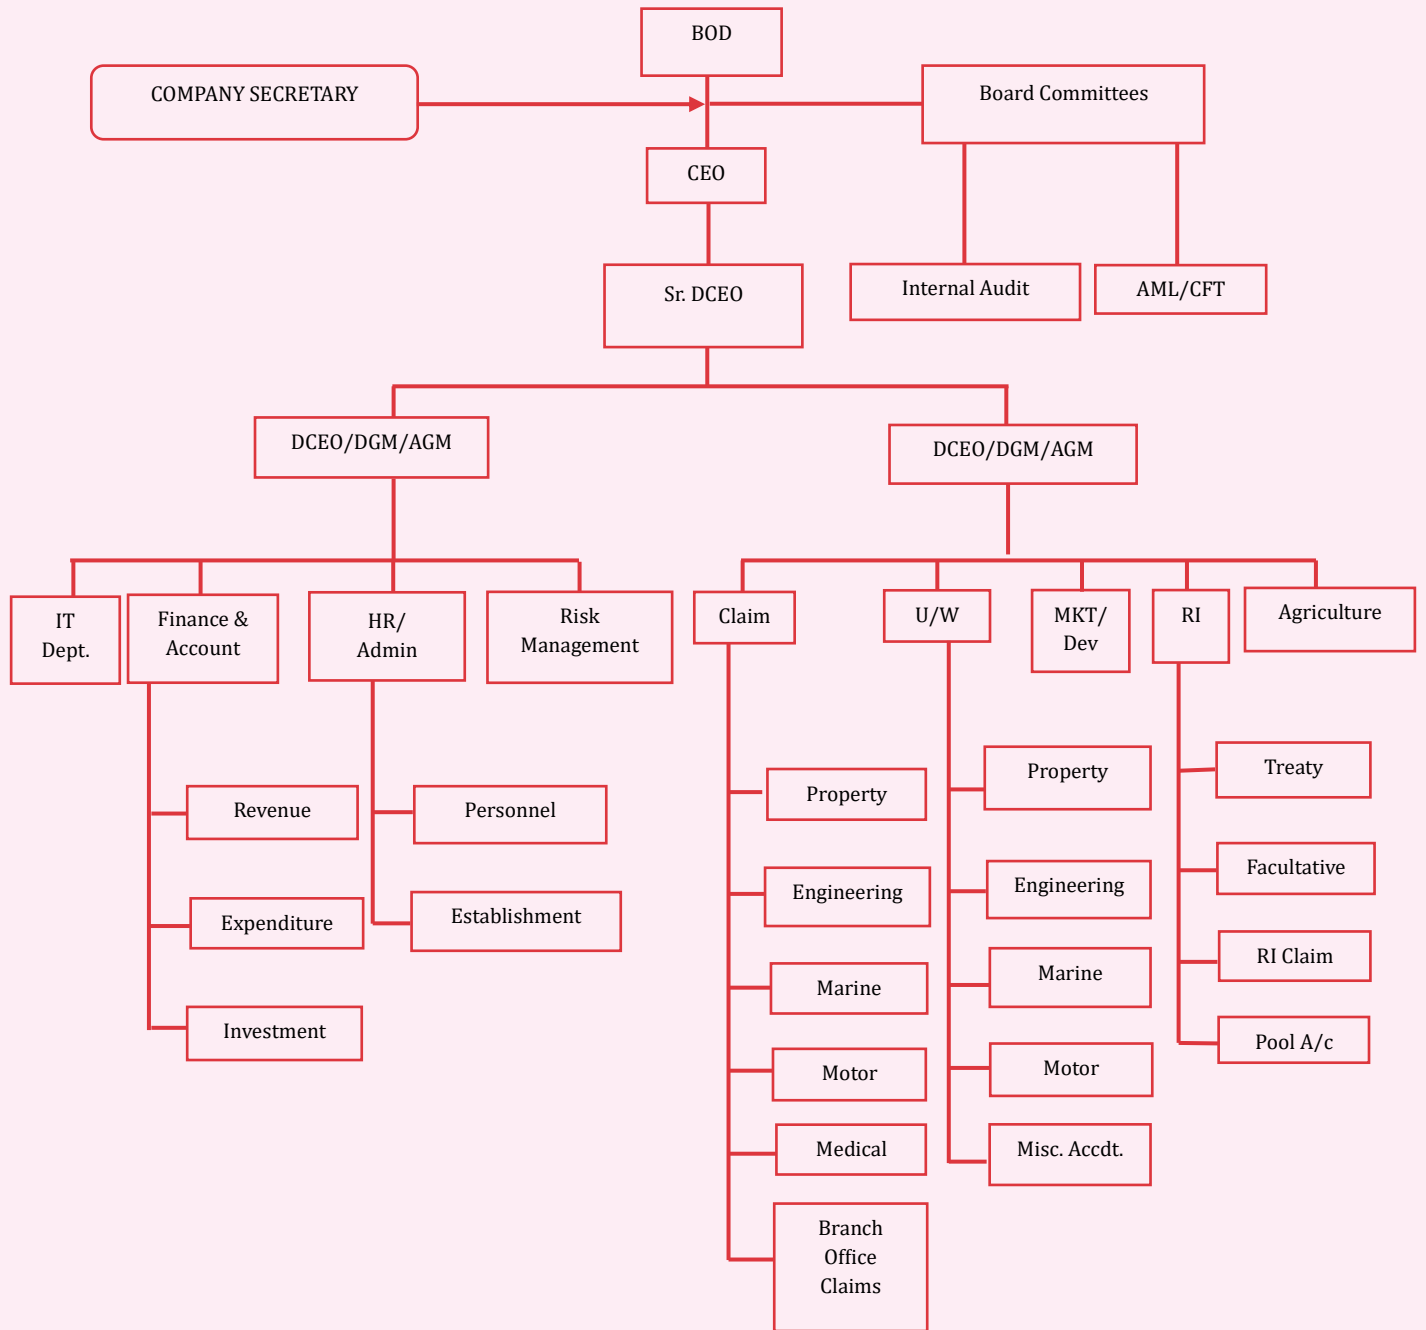 BOD
COMPANY SECRETARY
Board Committees
CEO
Sr. DCEO
Internal Audit
AML/CFT
DCEO/DGM/AGM
DCEO/DGM/AGM
IT
Dept.
Finance &
Account
HR/
Admin
Risk
Management
Claim
U/W
MKT/
Dev
RI
Agriculture
Revenue
Expenditure
Investment
Personnel
Establishment
Property
Engineering
Marine
Motor
Medical
Branch
Office
Claims
Property
Engineering
Marine
Motor
Misc. Accdt.
Treaty
Facultative
RI Claim
Pool A/c